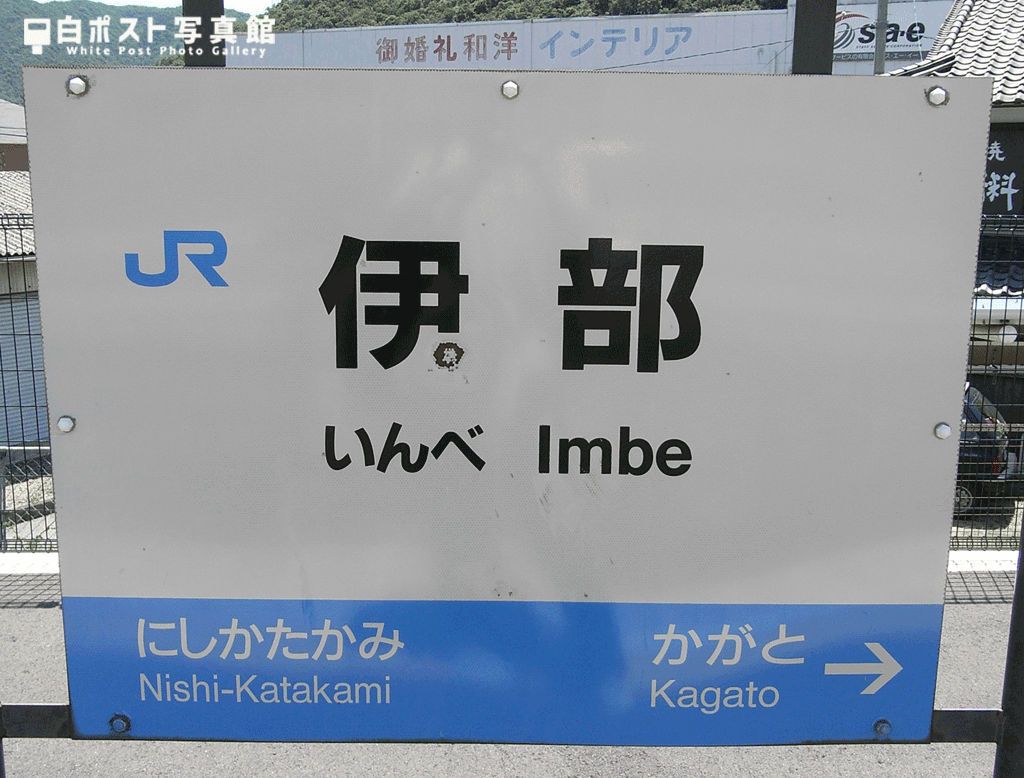 白ポスト写真館
White Post Photo Gallery
御婚礼和洋 インテリア
sa-e
JR
伊部
いんべ Imbe
にしかたかみ
Nishi-Katakami
かがと →
Kagato